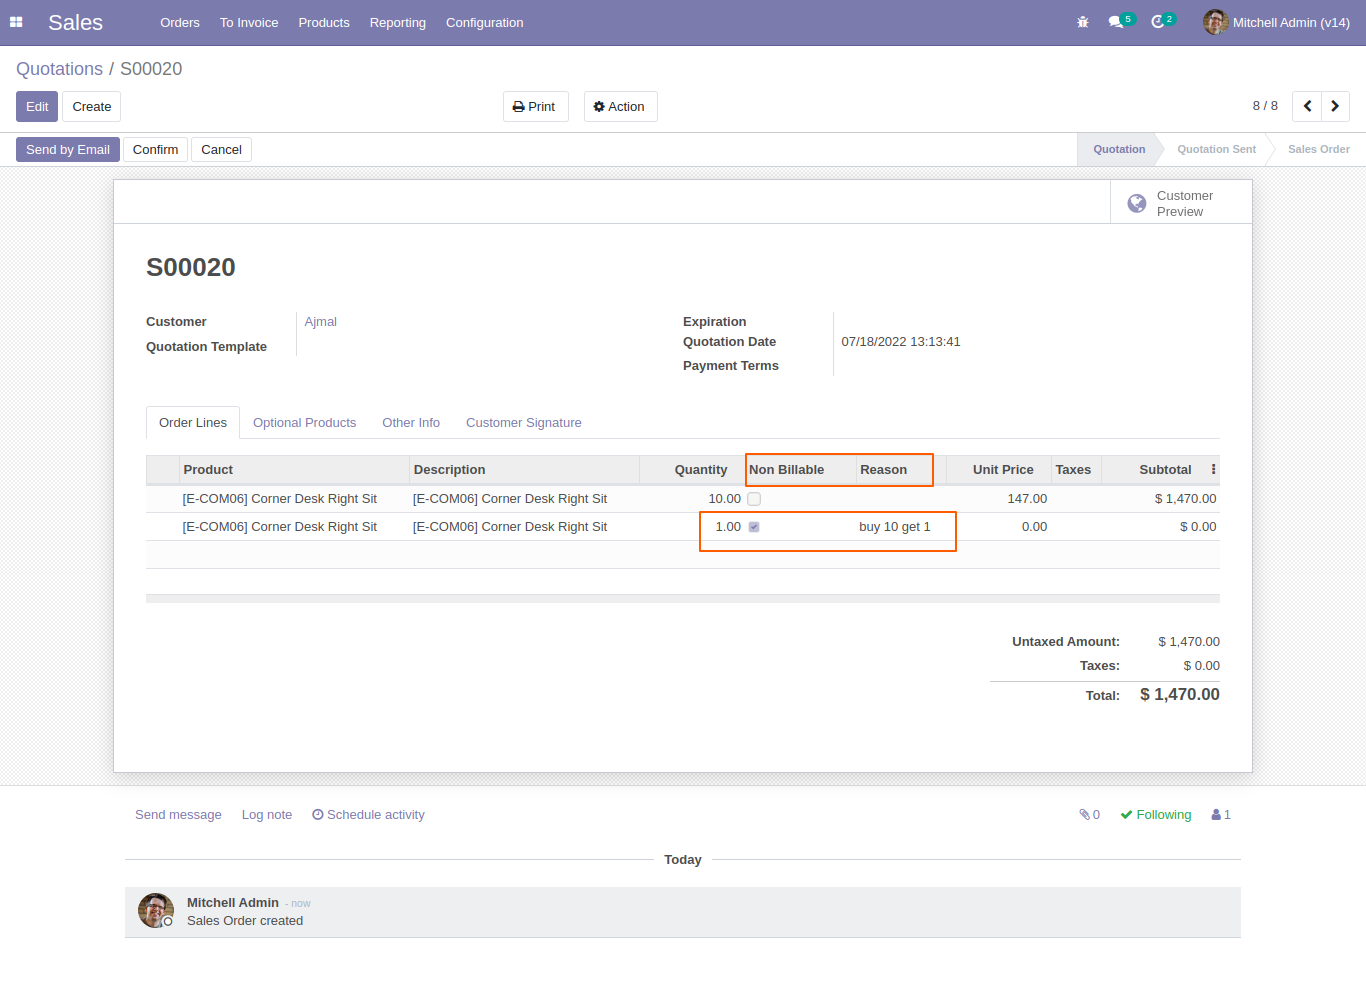 Sales Orders To Invoice Products Reporting Configuration 5 2 Mitchell Admin (v14)
Quotations / S00020
Edit Create Print Action 8 / 8
Send by Email Confirm Cancel Quotation Quotation Sent Sales Order
Customer
Preview
S00020
Customer Ajmal Expiration
Quotation Date 07/18/2022 13:13:41
Quotation Template
Payment Terms
Order Lines Optional Products Other Info Customer Signature
Product Description Quantity Non Billable Reason Unit Price Taxes Subtotal
[E-COM06] Corner Desk Right Sit [E-COM06] Corner Desk Right Sit 10.00 147.00 $ 1,470.00
[E-COM06] Corner Desk Right Sit [E-COM06] Corner Desk Right Sit 1.00 buy 10 get 1 0.00 $ 0.00
Untaxed Amount: $ 1,470.00
Taxes: $ 0.00
Total: $ 1,470.00
Send message Log note Schedule activity 0 Following 1
Today
Mitchell Admin - now
Sales Order created